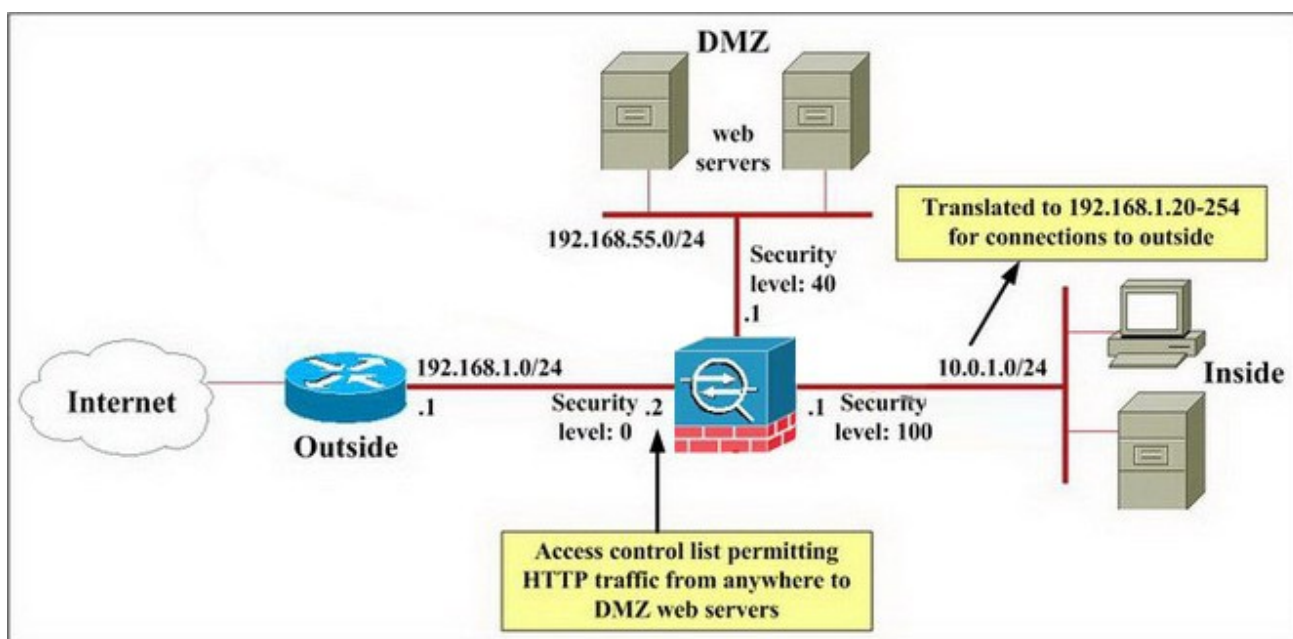 DMZ
web
servers
192.168.55.0/24
Security
level: 40
.1
Translated to 192.168.1.20-254
for connections to outside
Internet
192.168.1.0/24
.1
Outside
Security
level: 0
.2
.1
Security
level: 100
10.0.1.0/24
Inside
Access control list permitting
HTTP traffic from anywhere to
DMZ web servers